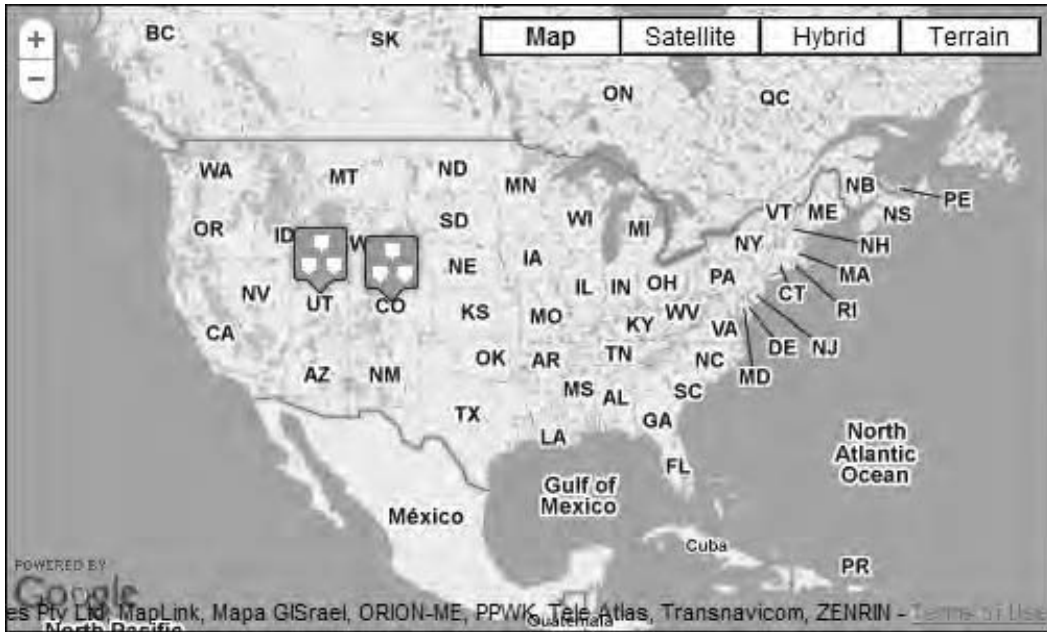 +
−
BC
SK
Map
Satellite
Hybrid
Terrain
ON
QC
WA
MT
ND
MN
NB
PE
OR
ID
SD
WI
MI
VT
ME
NS
NY
NH
NE
IA
MA
NV
UT
CO
IL
IN
OH
PA
CT
RI
CA
KS
MO
KY
WV
VA
DE
NJ
AZ
NM
OK
AR
TN
NC
MD
TX
MS
AL
SC
LA
GA
FL
North
Atlantic
Ocean
Gulf of
Mexico
México
Cuba
PR
POWERED BY
Google
es Pty Ltd, MapLink, Mapa GISrael, ORION-ME, PPWK, Tele Atlas, Transnavicom, ZENRIN - Terms of Use
Guatemala
North Pacific